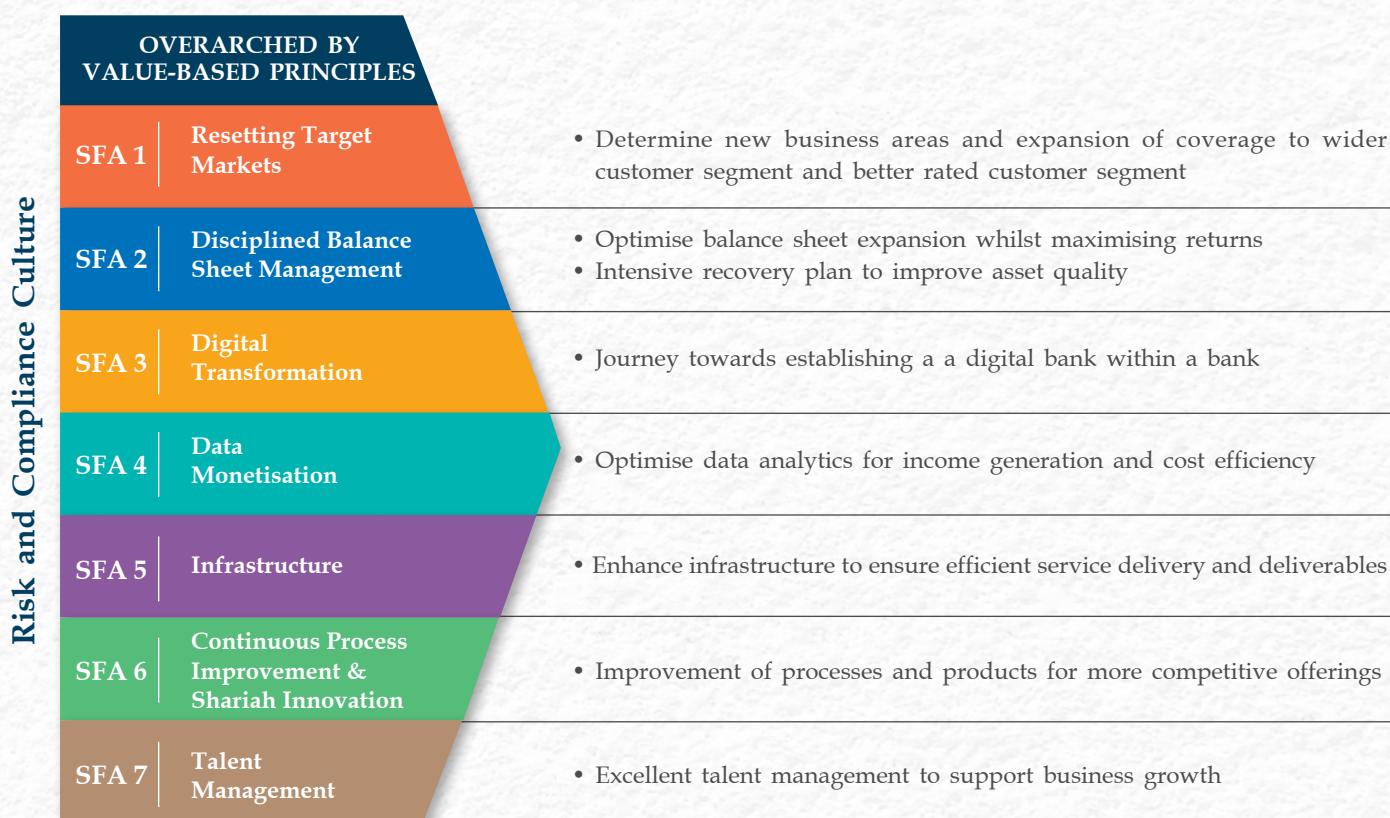 OVERARCHED BY
VALUE-BASED PRINCIPLES
Risk and Compliance Culture
SFA 1
Resetting Target
Markets
• Determine new business areas and expansion of coverage to wider
customer segment and better rated customer segment
SFA 2
Disciplined Balance
Sheet Management
• Optimise balance sheet expansion whilst maximising returns
• Intensive recovery plan to improve asset quality
SFA 3
Digital
Transformation
• Journey towards establishing a a digital bank within a bank
SFA 4
Data
Monetisation
• Optimise data analytics for income generation and cost efficiency
SFA 5
Infrastructure
• Enhance infrastructure to ensure efficient service delivery and deliverables
SFA 6
Continuous Process
Improvement &
Shariah Innovation
• Improvement of processes and products for more competitive offerings
SFA 7
Talent
Management
• Excellent talent management to support business growth